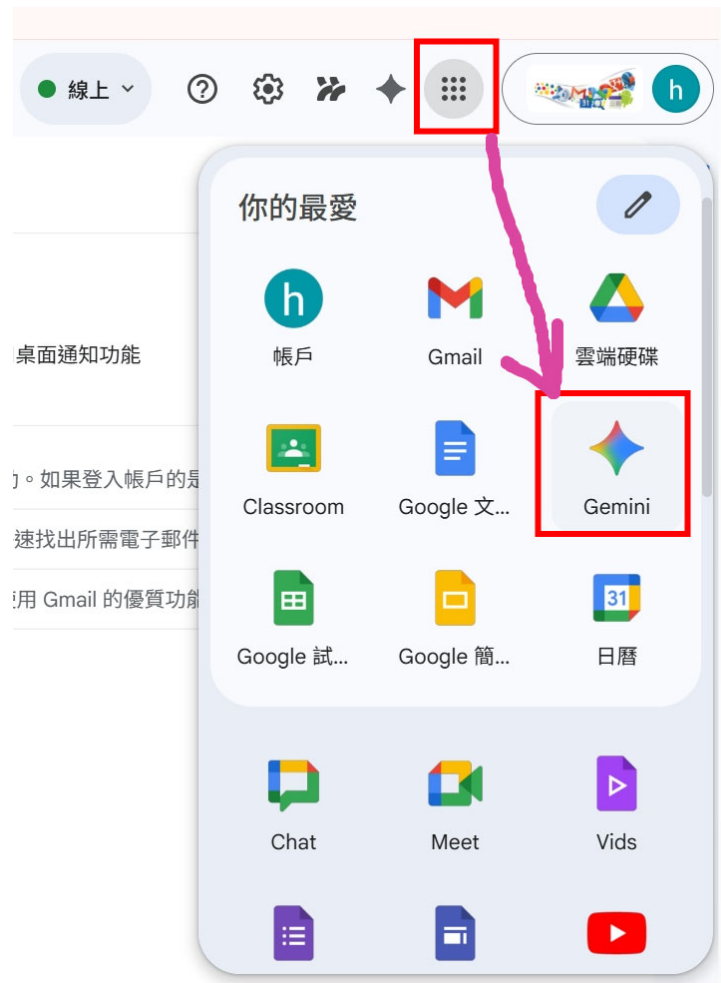 線上
h
你的最愛
h
帳戶
Gmail
雲端硬碟
桌面通知功能
Classroom
Google 文...
Gemini
。如果登入帳戶的是
速找出所需電子郵件
用 Gmail 的優質功能
31
Google 試...
Google 簡...
日曆
Chat
Meet
Vids